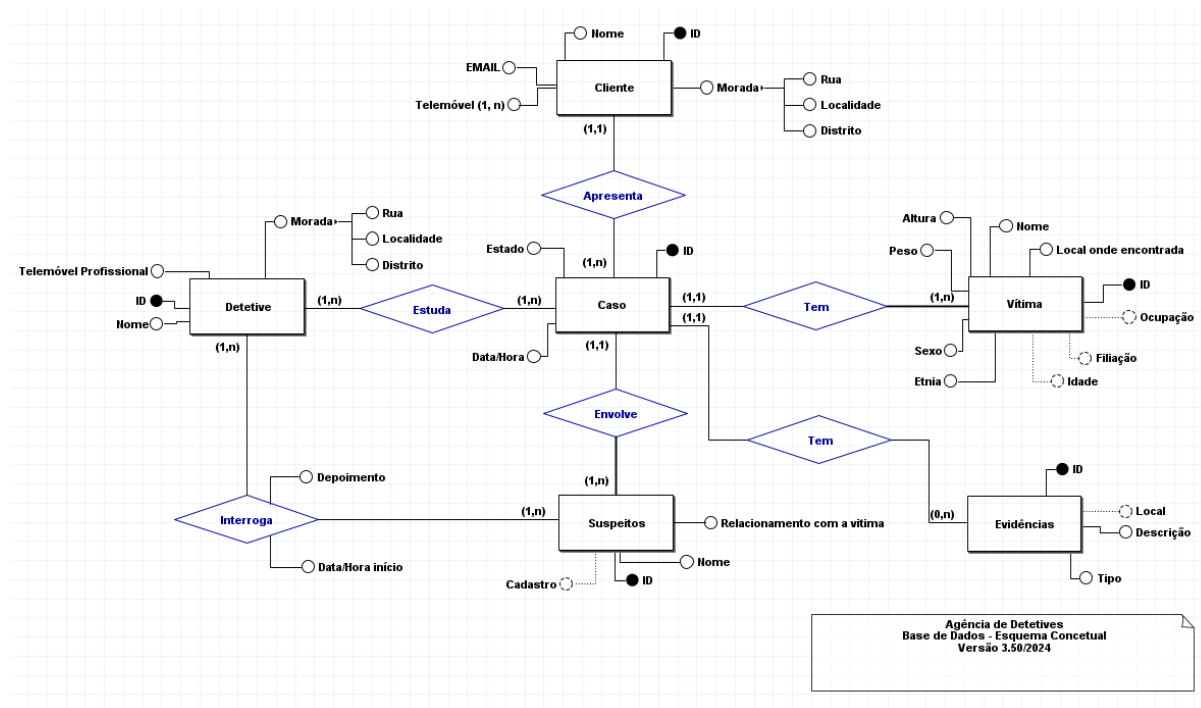 Nome
ID
EMAIL
Cliente
Morada
Rua
Localidade
Distrito
Telemóvel (1, n)
(1,1)
Apresenta
(1,n)
Morada
Rua
Localidade
Distrito
Telemóvel Profissional
ID
Nome
Detetive
(1,n)
Estuda
(1,n)
(1,n)
Estado
ID
Caso
Data/Hora
(1,1)
(1,1)
(1,1)
Tem
(1,n)
Altura
Nome
Peso
Local onde encontrada
ID
Vítima
Ocupação
Sexo
Filiação
Etnia
Idade
Envolve
(1,n)
Tem
(0,n)
Depoimento
Interroga
Data/Hora início
(1,n)
Suspeitos
Relacionamento com a vitima
Nome
Cadastro
ID
ID
Evidências
Local
Descrição
Tipo
Agência de Detetives
Base de Dados - Esquema Concetual
Versão 3.50/2024